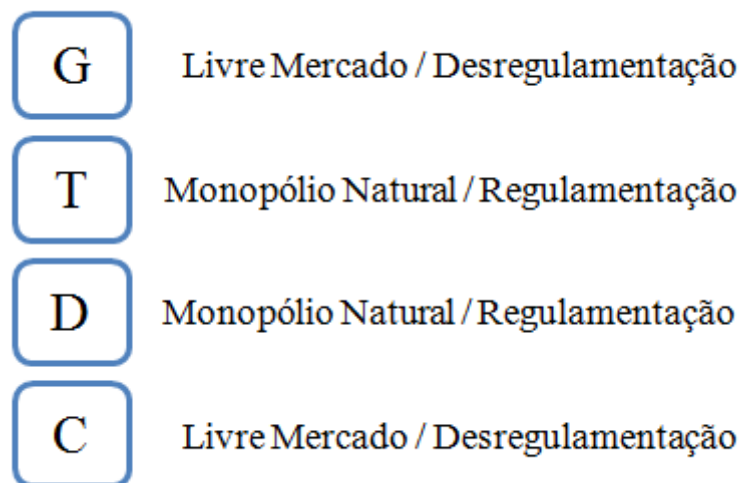 G Livre Mercado / Desregulamentação
T Monopólio Natural / Regulamentação
D Monopólio Natural / Regulamentação
C Livre Mercado / Desregulamentação